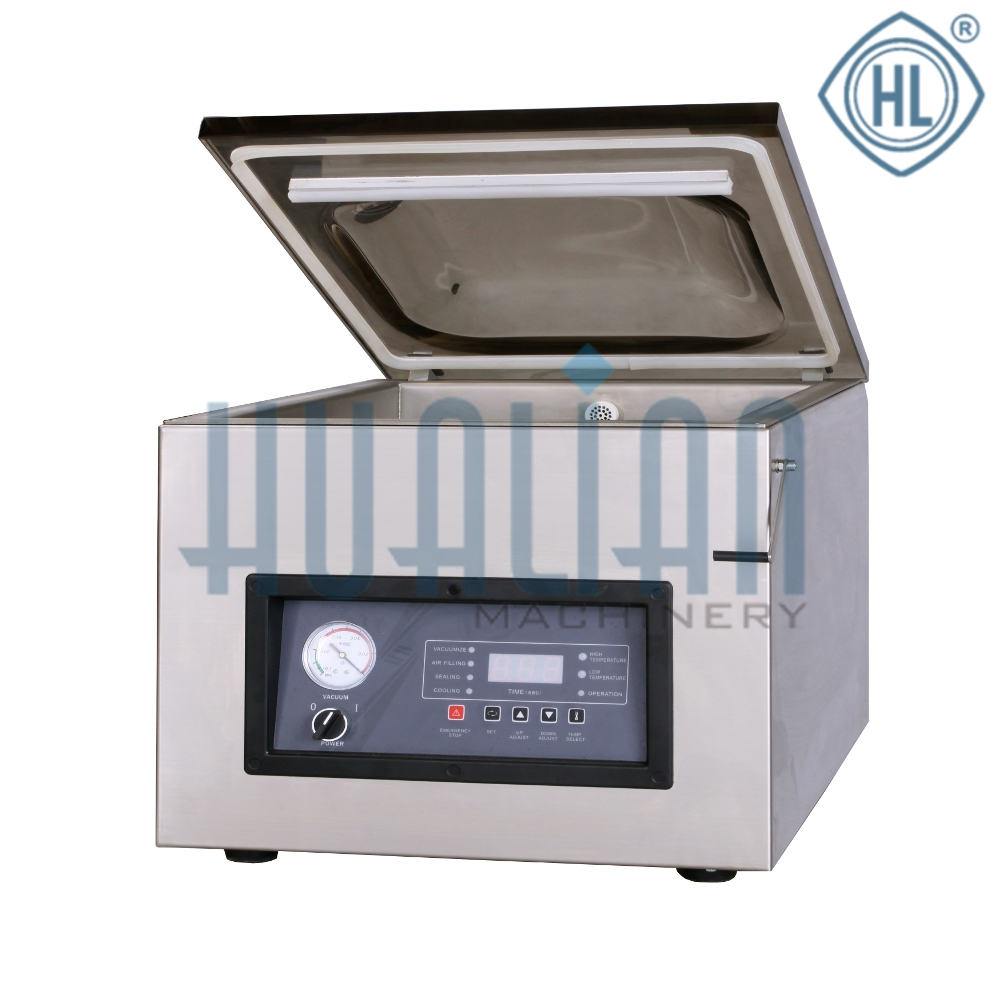 HL®
HUALIAN
MACHINERY
VACUUM
0 I
POWER
VACUUMIZE
AIR FILLING
SEALING
COOLING
TIME(SEC)
HIGH
TEMPERATURE
LOW
TEMPERATURE
OPERATION
EMERGENCY
STOP
SET
UP
ADJUST
DOWN
ADJUST
TEMP
SELECT